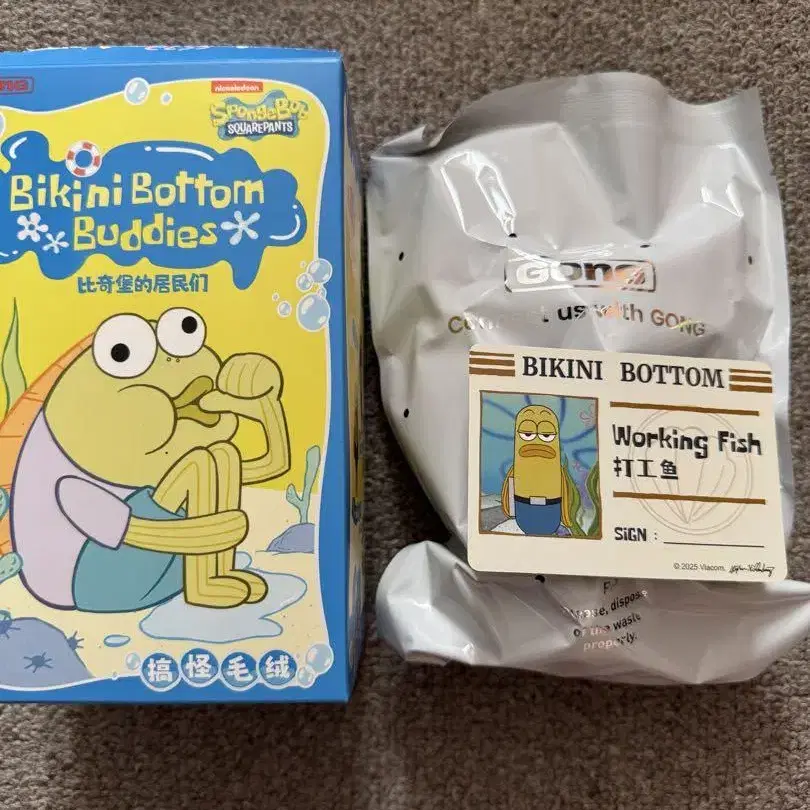 nickelodeon
SpongeBob
SQUAREPANTS
Bikini Bottom
Buddies
比奇堡的居民们
搞怪毛绒
GONG
us with GONG
BIKINI BOTTOM
Working Fish
打工鱼
SIGN :
© 2025 Viacom.
dispose
of the waste
properly.